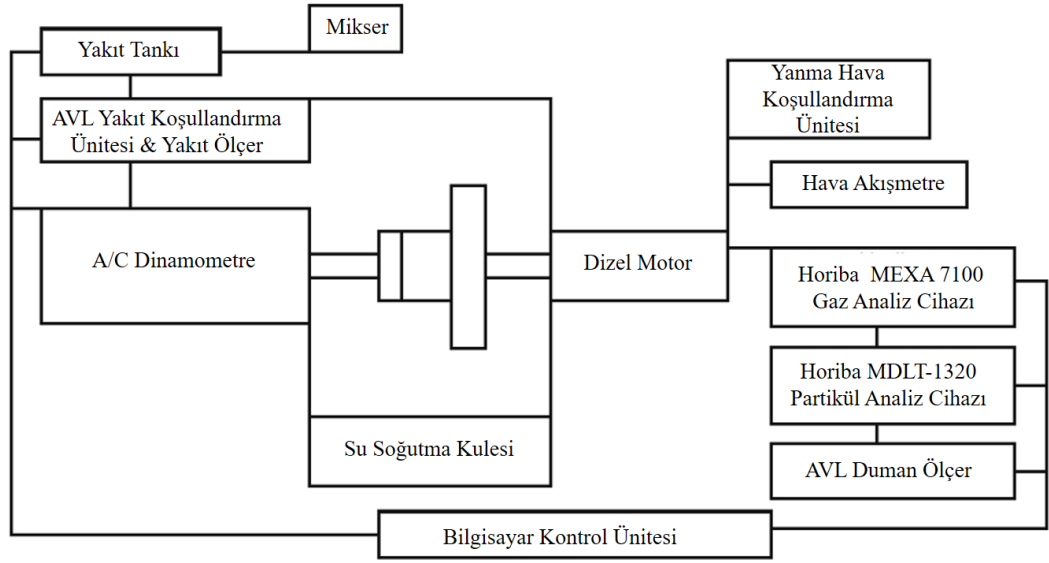 Mikser
Yakıt Tankı
AVL Yakıt Koşullandırma
Ünitesi & Yakıt Ölçer
Yanma Hava
Koşullandırma
Ünitesi
Hava Akışmetre
A/C Dinamometre
Dizel Motor
Horiba MEXA 7100
Gaz Analiz Cihazı
Horiba MDLT-1320
Partikül Analiz Cihazı
Su Soğutma Kulesi
AVL Duman Ölçer
Bilgisayar Kontrol Ünitesi